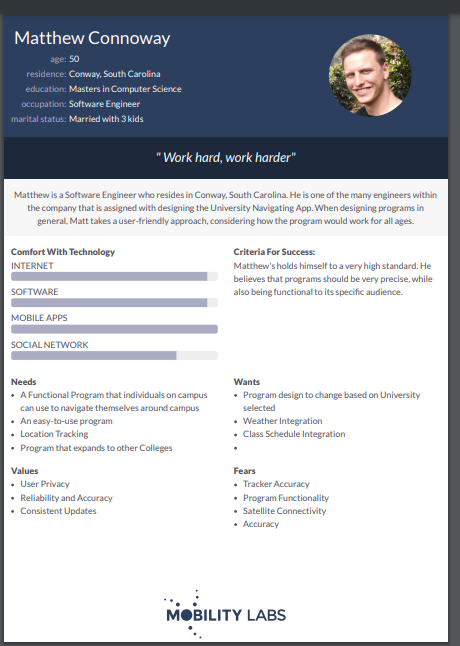 Matthew Connoway
age: 50
residence: Conway, South Carolina
education: Masters in Computer Science
occupation: Software Engineer
marital status: Married with 3 kids
" Work hard, work harder"
Matthew is a Software Engineer who resides in Conway, South Carolina. He is one of the many engineers within
the company that is assigned with designing the University Navigating App. When designing programs in
general, Matt takes a user-friendly approach, considering how the program would work for all ages.
Comfort With Technology
INTERNET
SOFTWARE
MOBILE APPS
SOCIAL NETWORK
Criteria For Success:
Matthew's holds himself to a very high standard. He
believes that programs should be very precise, while
also being functional to its specific audience.
Needs
• A Functional Program that individuals on campus
can use to navigate themselves around campus
• An easy-to-use program
• Location Tracking
• Program that expands to other Colleges
Wants
• Program design to change based on University
selected
• Weather Integration
• Class Schedule Integration
•
Values
• User Privacy
• Reliability and Accuracy
• Consistent Updates
Fears
• Tracker Accuracy
• Program Functionality
• Satellite Connectivity
• Accuracy
MOBILITY LABS